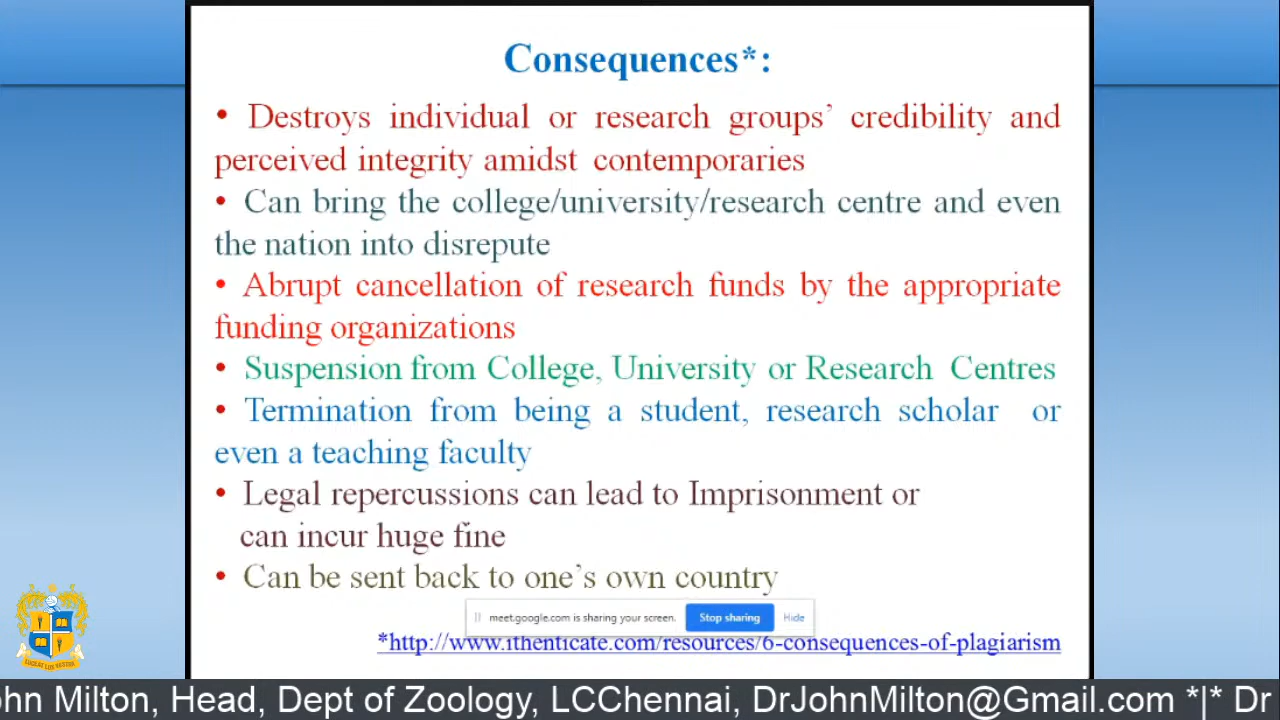 Consequences*:
• Destroys individual or research groups’ credibility and
perceived integrity amidst contemporaries
• Can bring the college/university/research centre and even
the nation into disrepute
• Abrupt cancellation of research funds by the appropriate
funding organizations
• Suspension from College, University or Research Centres
• Termination from being a student, research scholar or
even a teaching faculty
• Legal repercussions can lead to Imprisonment or
can incur huge fine
• Can be sent back to one’s own country
meet.google.com is sharing your screen. Stop sharing Hide
*http://www.ithenticate.com/resources/6-consequences-of-plagiarism
LUCEAT LUX VESTRA
ohn Milton, Head, Dept of Zoology, LCChennai, DrJohnMilton@Gmail.com *|* Dr